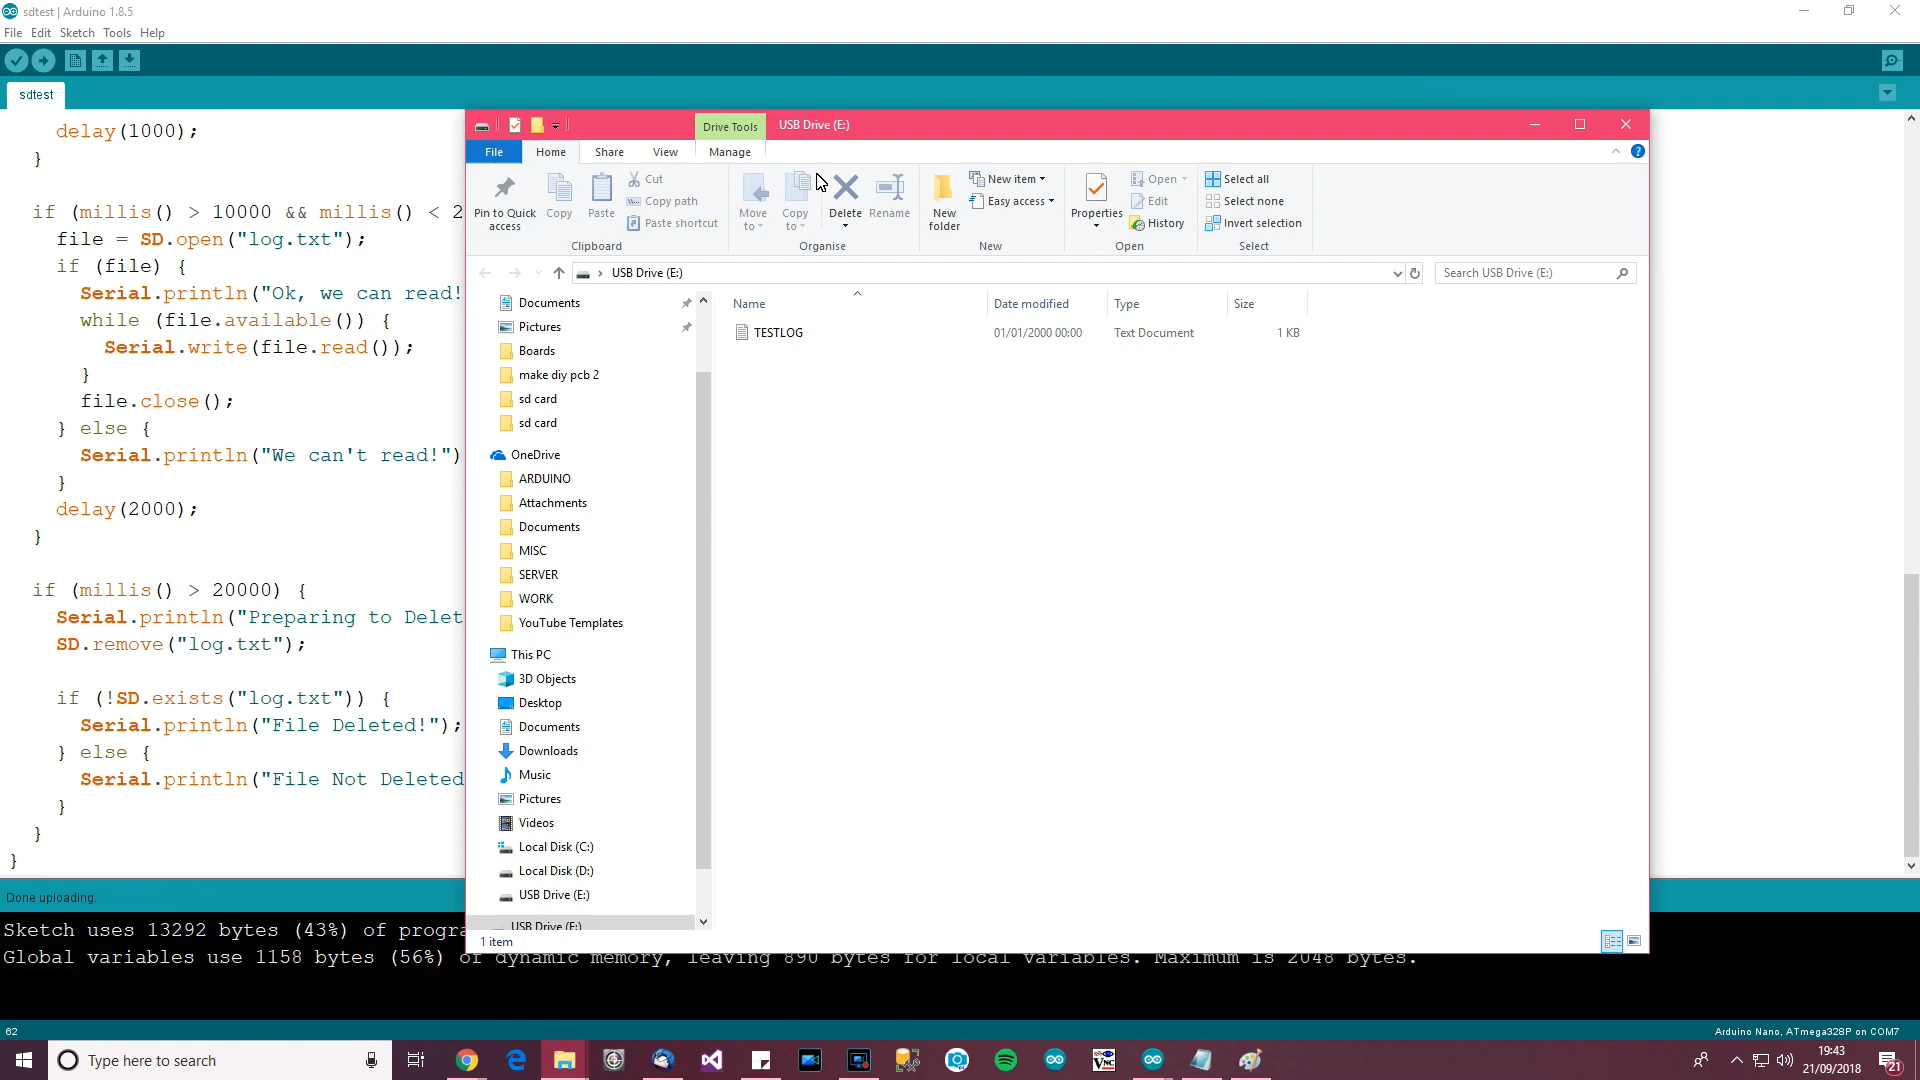 sdtest | Arduino 1.8.5
File Edit Sketch Tools Help
sdtest
delay(1000);
}
if (millis() > 10000 && millis() < 2
file = SD.open("log.txt");
if (file) {
Serial.println("Ok, we can read!
while (file.available()) {
Serial.write(file.read());
}
file.close();
} else {
Serial.println("We can't read!")
}
delay(2000);
}
if (millis() > 20000) {
Serial.println("Preparing to Delet
SD.remove("log.txt");
if (!SD.exists("log.txt")) {
Serial.println("File Deleted!");
} else {
Serial.println("File Not Deleted
}
}
}
Drive Tools USB Drive (E:)
File Home Share View Manage
Pin to Quick access
Copy
Paste
Cut
Copy path
Paste shortcut
Clipboard
Move to
Copy to
Delete
Rename
Organise
New folder
New item
Easy access
New
Properties
Open
Edit
History
Open
Select all
Select none
Invert selection
Select
USB Drive (E:)
Search USB Drive (E:)
Documents
Pictures
Boards
make diy pcb 2
sd card
sd card
OneDrive
ARDUINO
Attachments
Documents
MISC
SERVER
WORK
YouTube Templates
This PC
3D Objects
Desktop
Documents
Downloads
Music
Pictures
Videos
Local Disk (C:)
Local Disk (D:)
USB Drive (E:)
USB Drive (E:)
Name Date modified Type Size
TESTLOG 01/01/2000 00:00 Text Document 1 KB
1 item
Done uploading.
Sketch uses 13292 bytes (43%) of progra
Global variables use 1158 bytes (56%) of dynamic memory, leaving 890 bytes for local variables. Maximum is 2048 bytes.
62
Arduino Nano, ATmega328P on COM7
Type here to search
VNC
19:43
21/09/2018
21